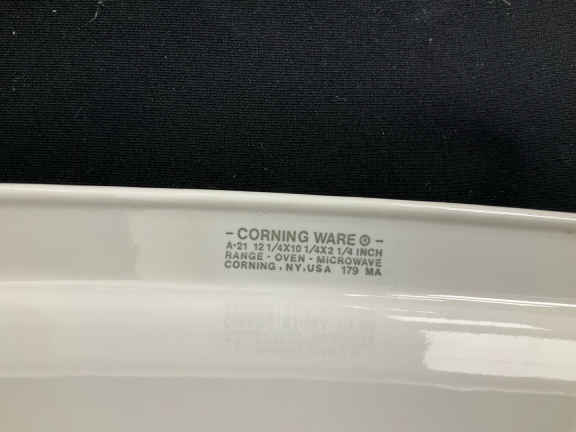 - CORNING WARE ® -
A-21 12 1/4X10 1/4X2 1/4 INCH
RANGE - OVEN - MICROWAVE
CORNING, NY, USA 179 MA